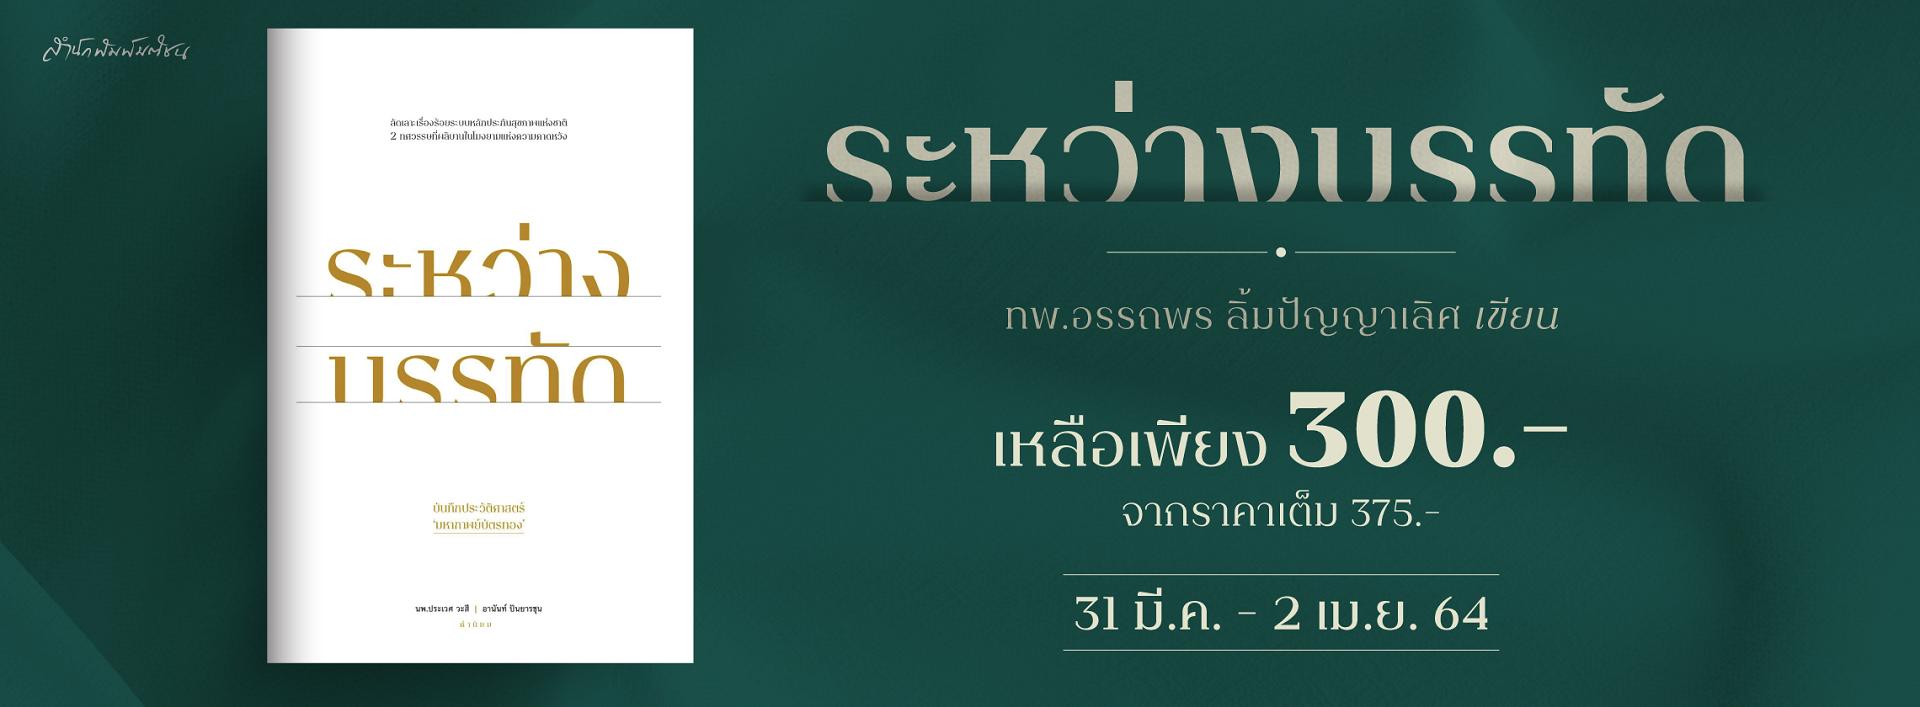 สำนักพิมพ์มติชน
ลัดเลาะเรื่องร้อยระบบหลักประกันสุขภาพแห่งชาติ
2 ทศวรรษที่ผลิบานในโมงยามแห่งความคาดหวัง
ระหว่าง
บรรทัด
บันทึกประวัติศาสตร์
'มหากาพย์บัตรทอง'
นพ.ประเวศ วะสี | อานันท์ ปันยารชุน
คำนิยม
ระหว่างบรรทัด
ทพ.อรรถพร ลิ้มปัญญาเลิศ เขียน
เหลือเพียง 300.-
จากราคาเต็ม 375.-
31 มี.ค. - 2 เม.ย. 64